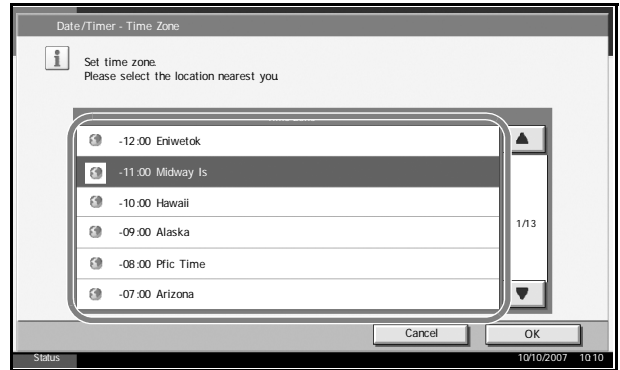 Date/Timer - Time Zone
Set time zone.
Please select the location nearest you.
-12:00 Eniwetok
-11:00 Midway Is
-10:00 Hawaii
-09:00 Alaska
-08:00 Pfic Time
-07:00 Arizona
1/13
Cancel
OK
Status
10/10/2007 10:10